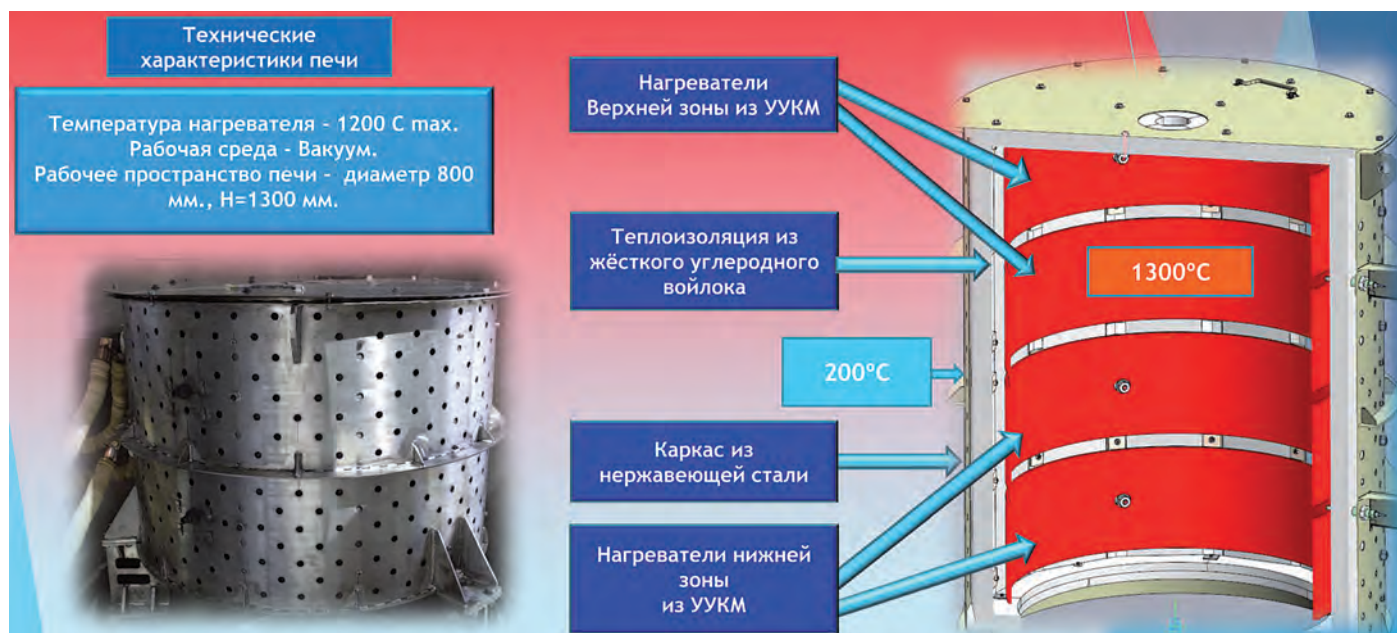 Технические
характеристики печи
Температура нагревателя - 1200 С max.
Рабочая среда - Вакуум.
Рабочее пространство печи - диаметр 800
мм., Н=1300 мм.
Нагреватели
Верхней зоны из УУКМ
Теплоизоляция из
жёсткого углеродного
войлока
1300°C
200°C
Каркас из
нержавеющей стали
Нагреватели нижней
зоны
из УУКМ